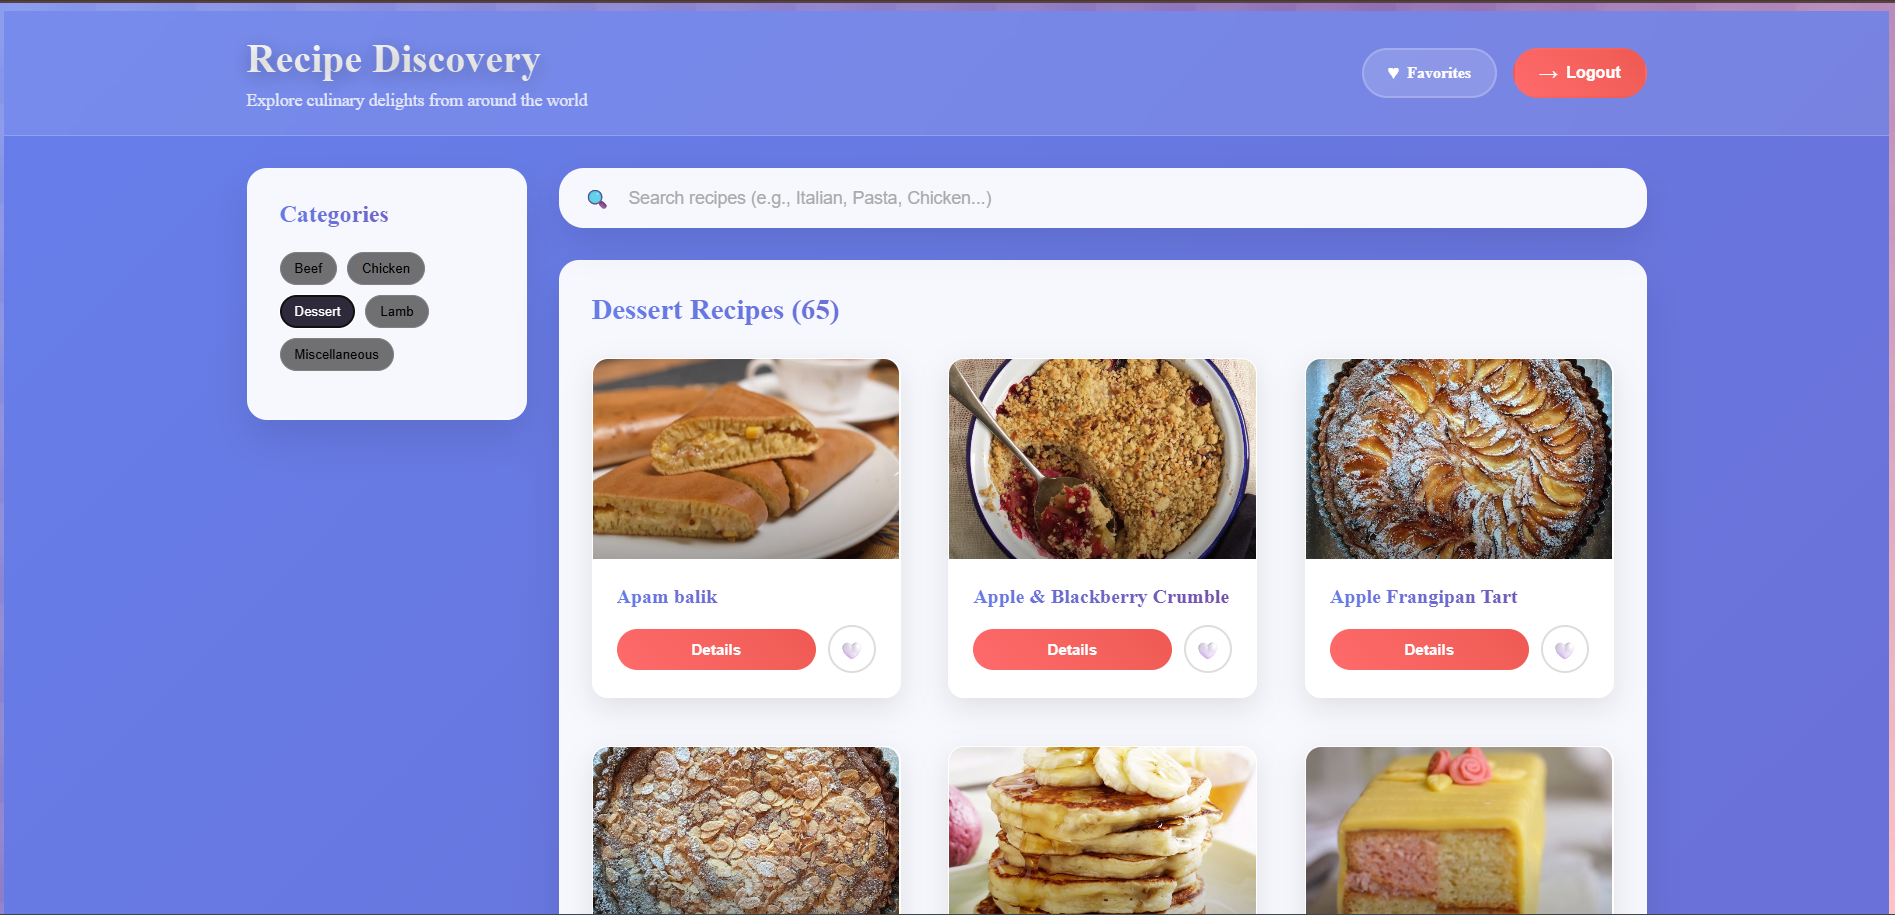 Recipe Discovery
Explore culinary delights from around the world
♥ Favorites
→ Logout
Categories
Beef
Chicken
Dessert
Lamb
Miscellaneous
Search recipes (e.g., Italian, Pasta, Chicken...)
Dessert Recipes (65)
Apam balik
Details
Apple & Blackberry Crumble
Details
Apple Frangipan Tart
Details